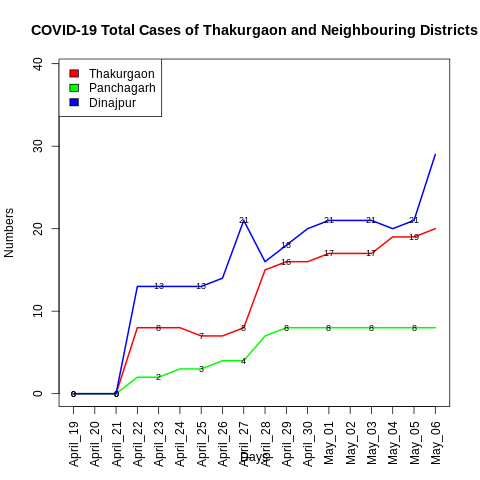 COVID-19 Total Cases of Thakurgaon and Neighbouring Districts
Thakurgaon
Panchagarh
Dinajpur
Numbers
40
30
20
10
0
21
21
21
21
18
16
17
17
19
13
13
8
7
8
8
8
8
8
2
3
4
0
0
April_19
April_20
April_21
April_22
April_23
April_24
April_25
April_26
April_27
April_28
April_29
April_30
May_01
May_02
May_03
May_04
May_05
May_06
Days